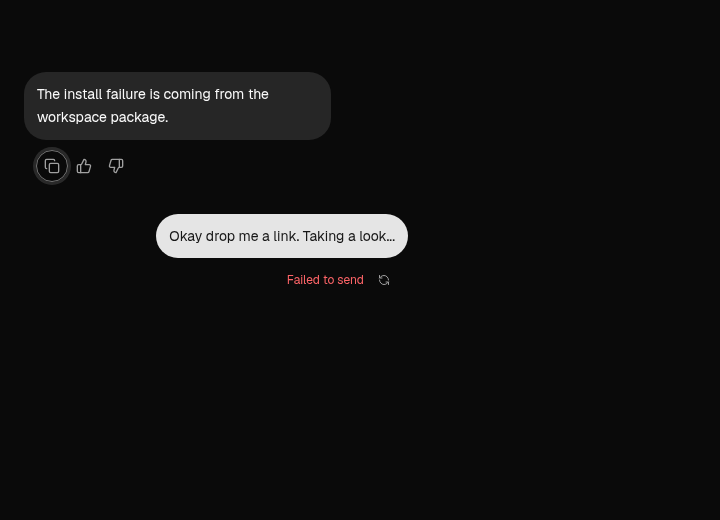 The install failure is coming from the
workspace package.
Okay drop me a link. Taking a look...
Failed to send